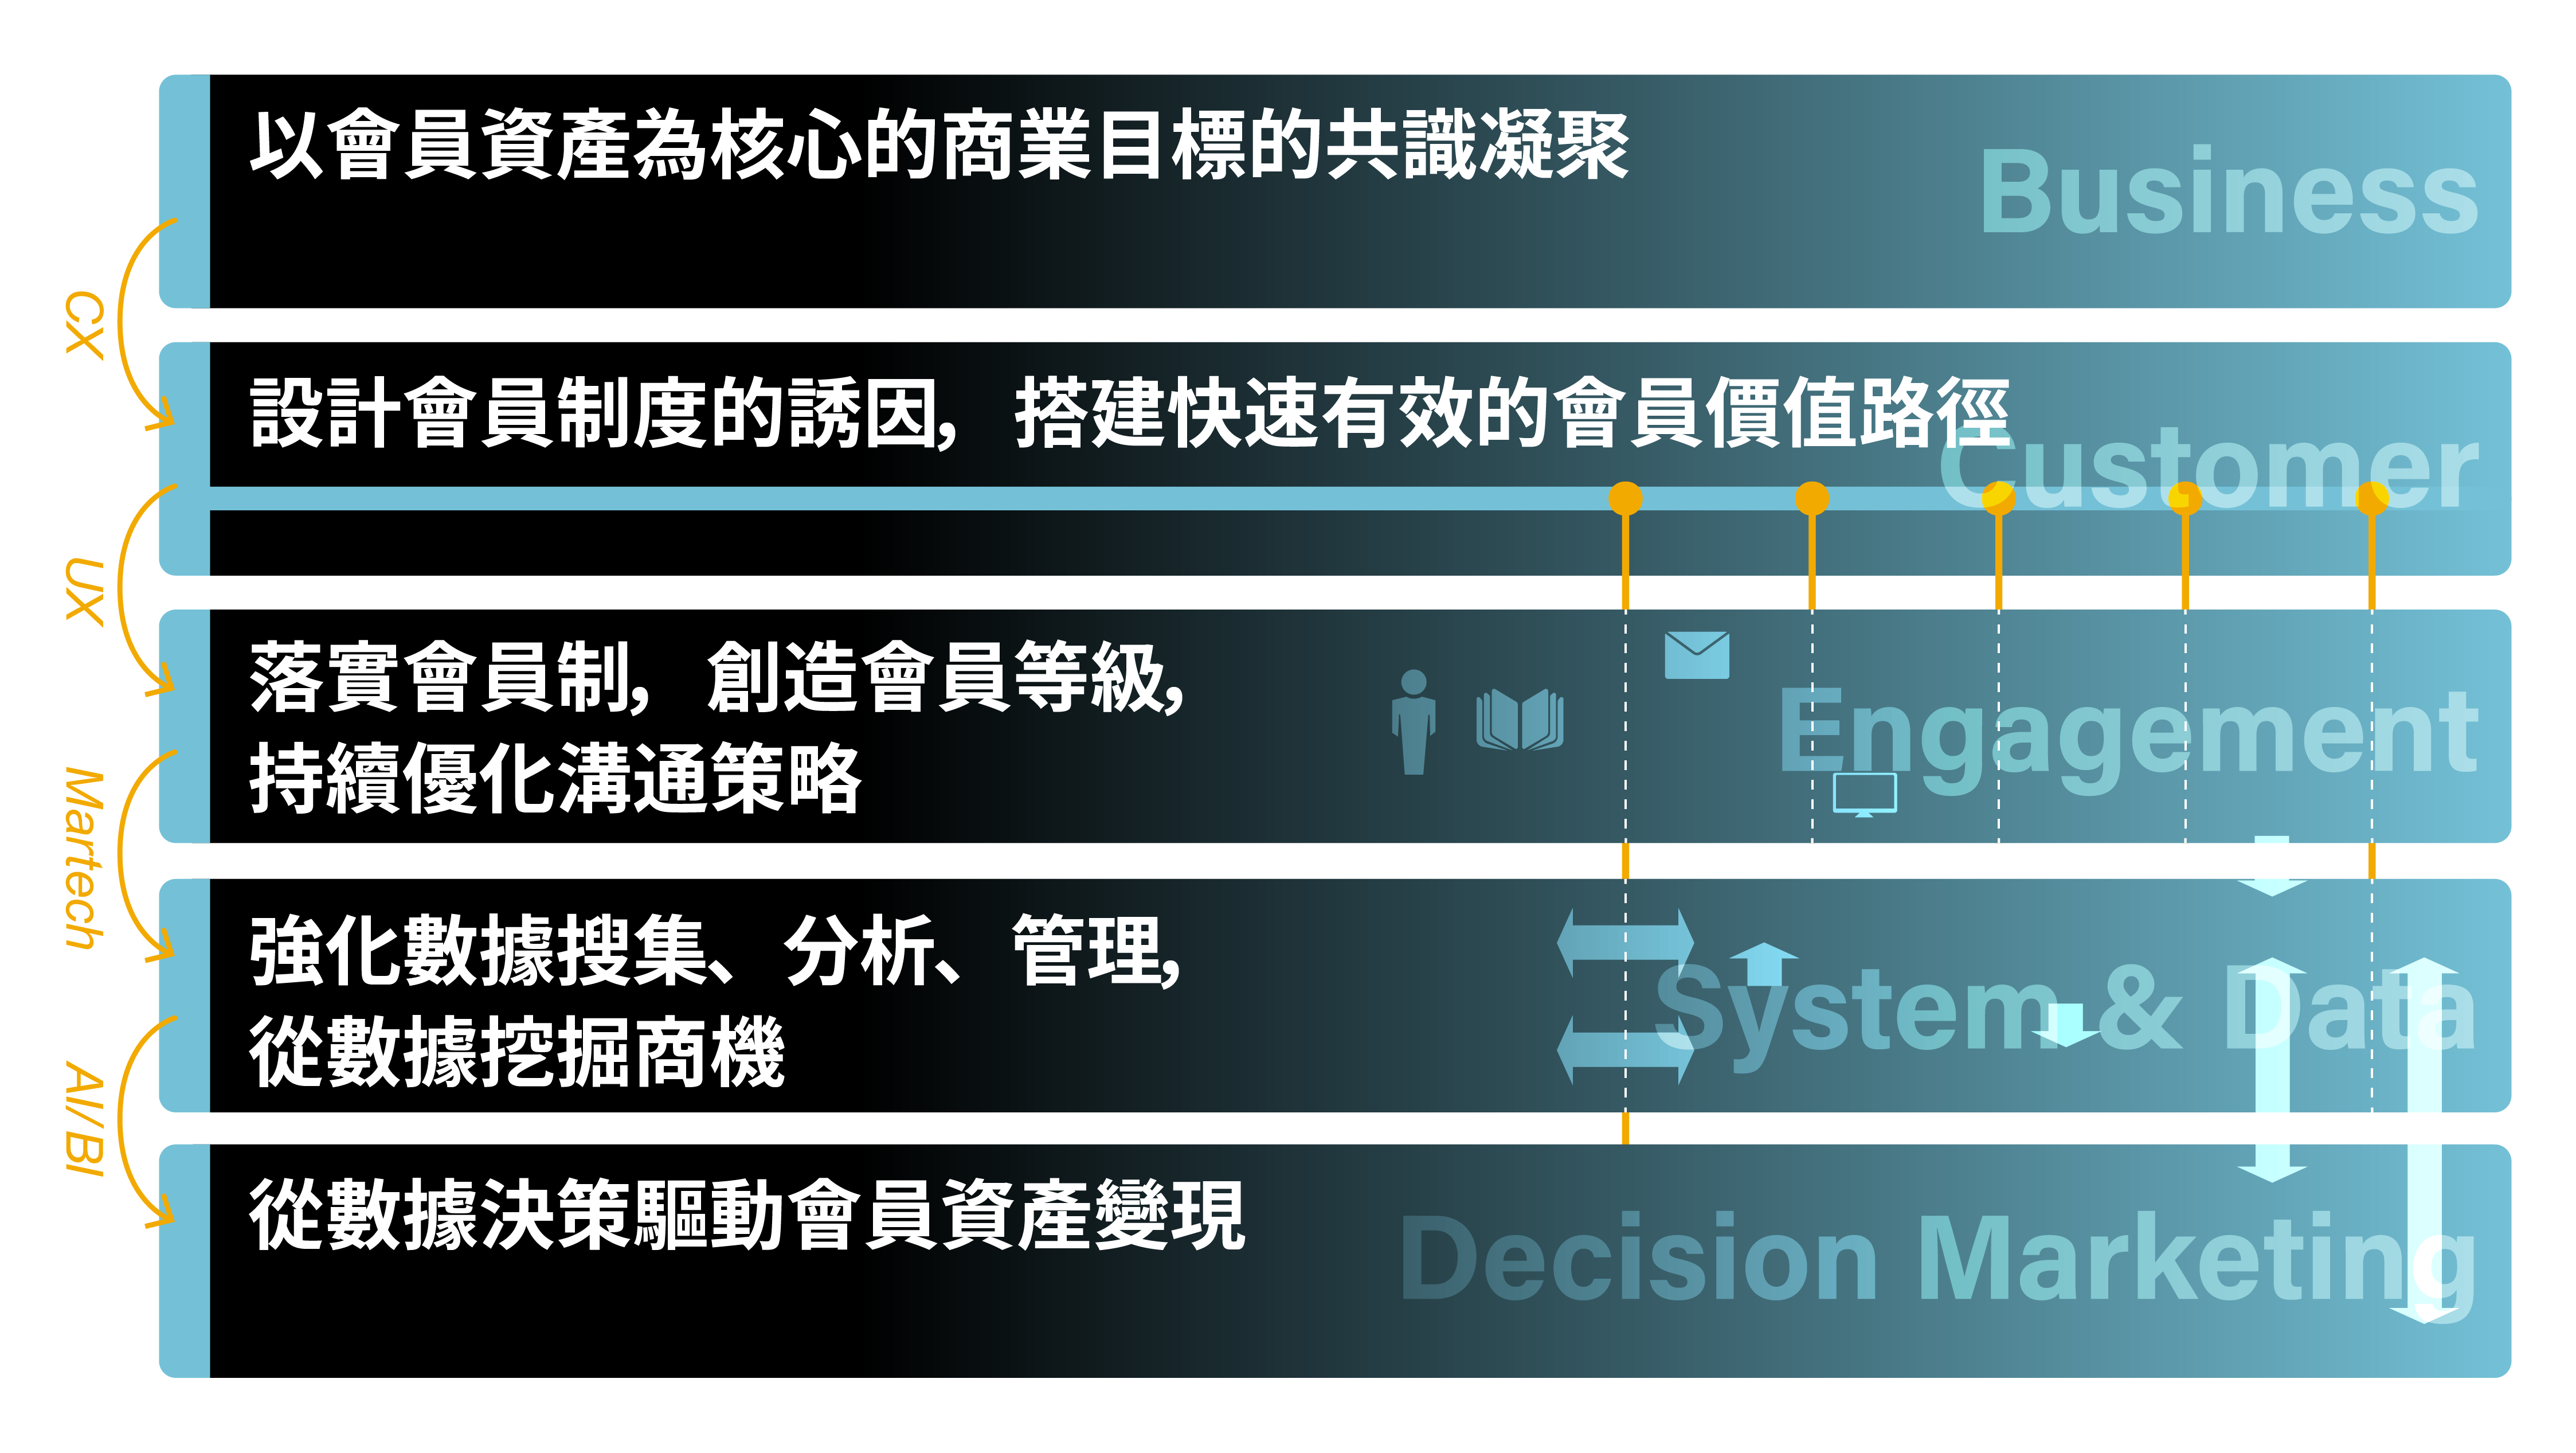 以會員資產為核心的商業目標的共識凝聚
Business
CX
設計會員制度的誘因，搭建快速有效的會員價值路徑
Customer
UX
落實會員制，創造會員等級，
持續優化溝通策略
Engagement
Martech
強化數據搜集、分析、管理，
從數據挖掘商機
System & Data
AI/BI
從數據決策驅動會員資產變現
Decision Marketing